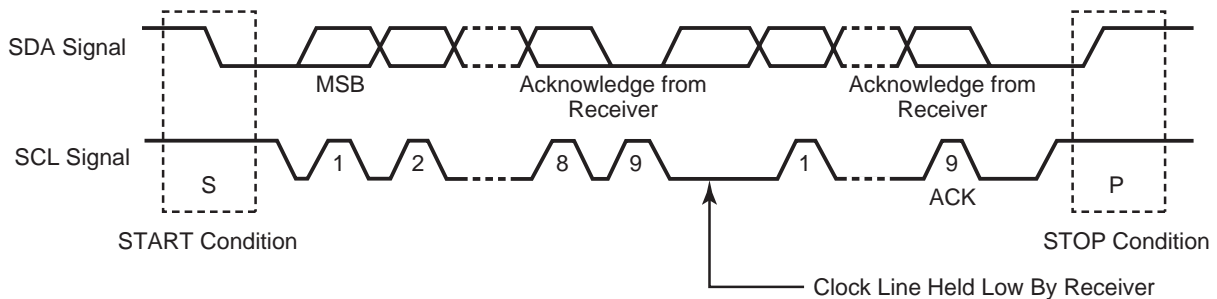 SDA Signal
MSB
Acknowledge from
Receiver
Acknowledge from
Receiver
SCL Signal
1
2
8
9
1
9
S
ACK
P
START Condition
STOP Condition
Clock Line Held Low By Receiver